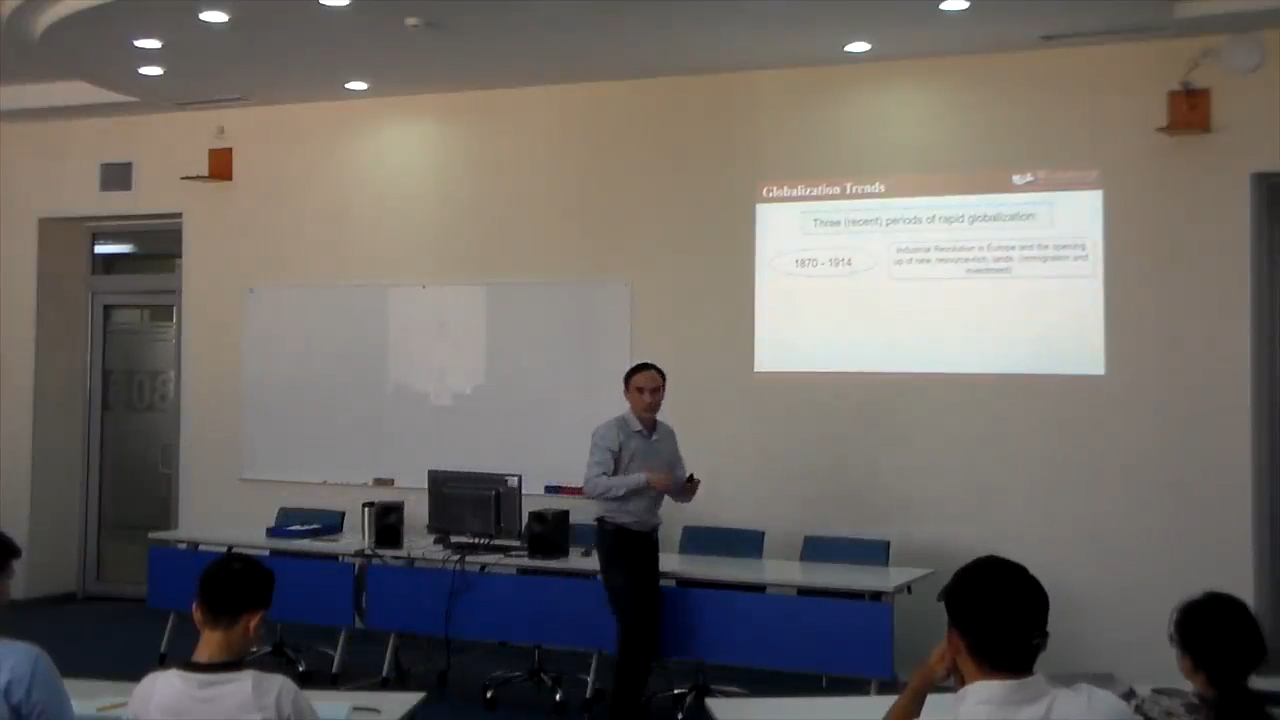 Globalization Trends
Three (recent) periods of rapid globalization:
1870 - 1914
Industrial Revolution in Europe and the opening
up of new resource-rich lands (immigration and
investment)